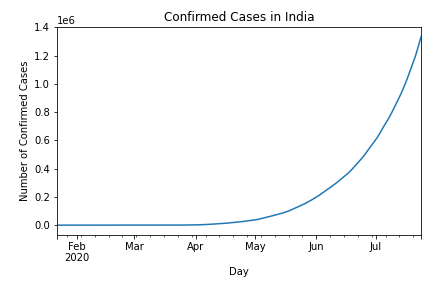 Confirmed Cases in India
1e6
1.4
1.2
1.0
0.8
0.6
0.4
0.2
0.0
Number of Confirmed Cases
Feb Mar Apr May Jun Jul
2020
Day